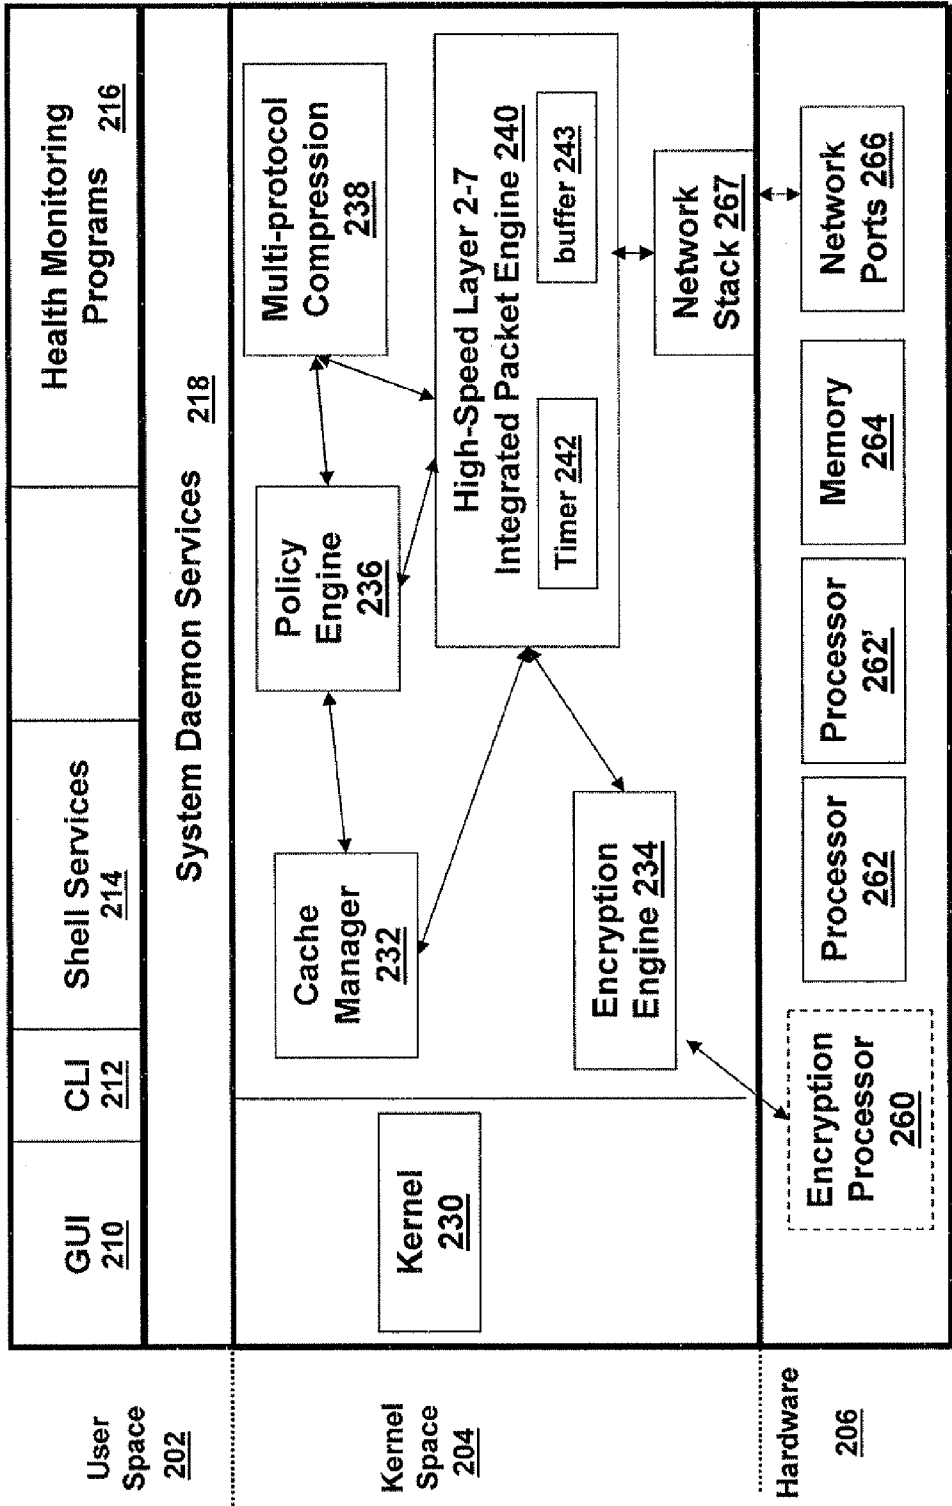 User
Space
202
GUI
210
CLI
212
Shell Services
214
Health Monitoring
Programs 216
System Daemon Services 218
Kernel
Space
204
Kernel
230
Cache
Manager
232
Policy
Engine
236
Multi-protocol
Compression
238
High-Speed Layer 2-7
Integrated Packet Engine 240
Timer 242
buffer 243
Encryption
Engine 234
Network
Stack 267
Hardware
206
Encryption
Processor
260
Processor
262
Processor
262'
Memory
264
Network
Ports 266